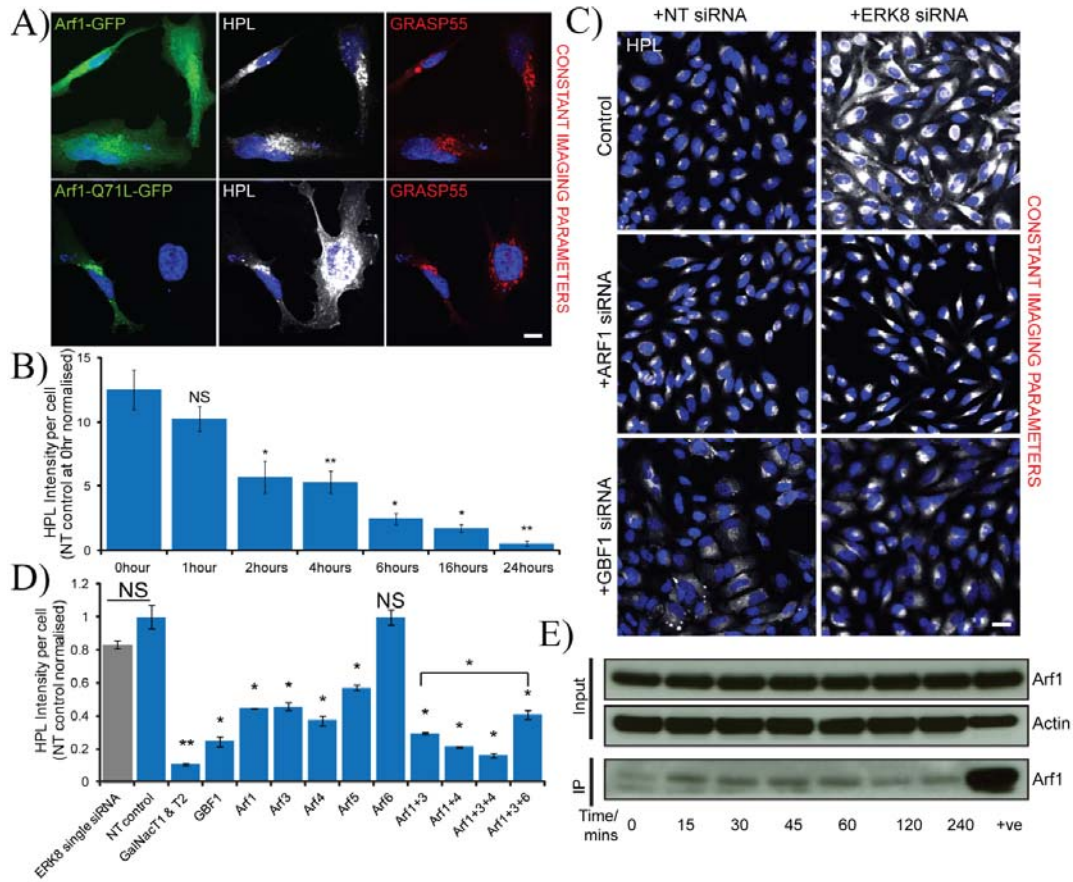 A)
Arf1-GFP
HPL
GRASP55
Arf1-Q71L-GFP
HPL
GRASP55
CONSTANT IMAGING PARAMETERS
B)
HPL Intensity per cell
(NT control at 0hr normalised)
15
10
5
0
NS
*
**
*
*
**
0hour
1hour
2hours
4hours
6hours
16hours
24hours
C)
+NT siRNA
+ERK8 siRNA
HPL
Control
+ARF1 siRNA
+GBF1 siRNA
CONSTANT IMAGING PARAMETERS
D)
HPL Intensity per cell
(NT control normalised)
1.2
1
0.8
0.6
0.4
0.2
0
NS
**
*
*
*
*
*
NS
*
*
*
*
*
ERK8 single siRNA
NT control
GalNacT1 & T2
GBF1
Arf1
Arf3
Arf4
Arf5
Arf6
Arf1+3
Arf1+4
Arf1+3+4
Arf1+3+6
E)
Input
Arf1
Actin
IP
Arf1
Time/
mins
0
15
30
45
60
120
240
+ve